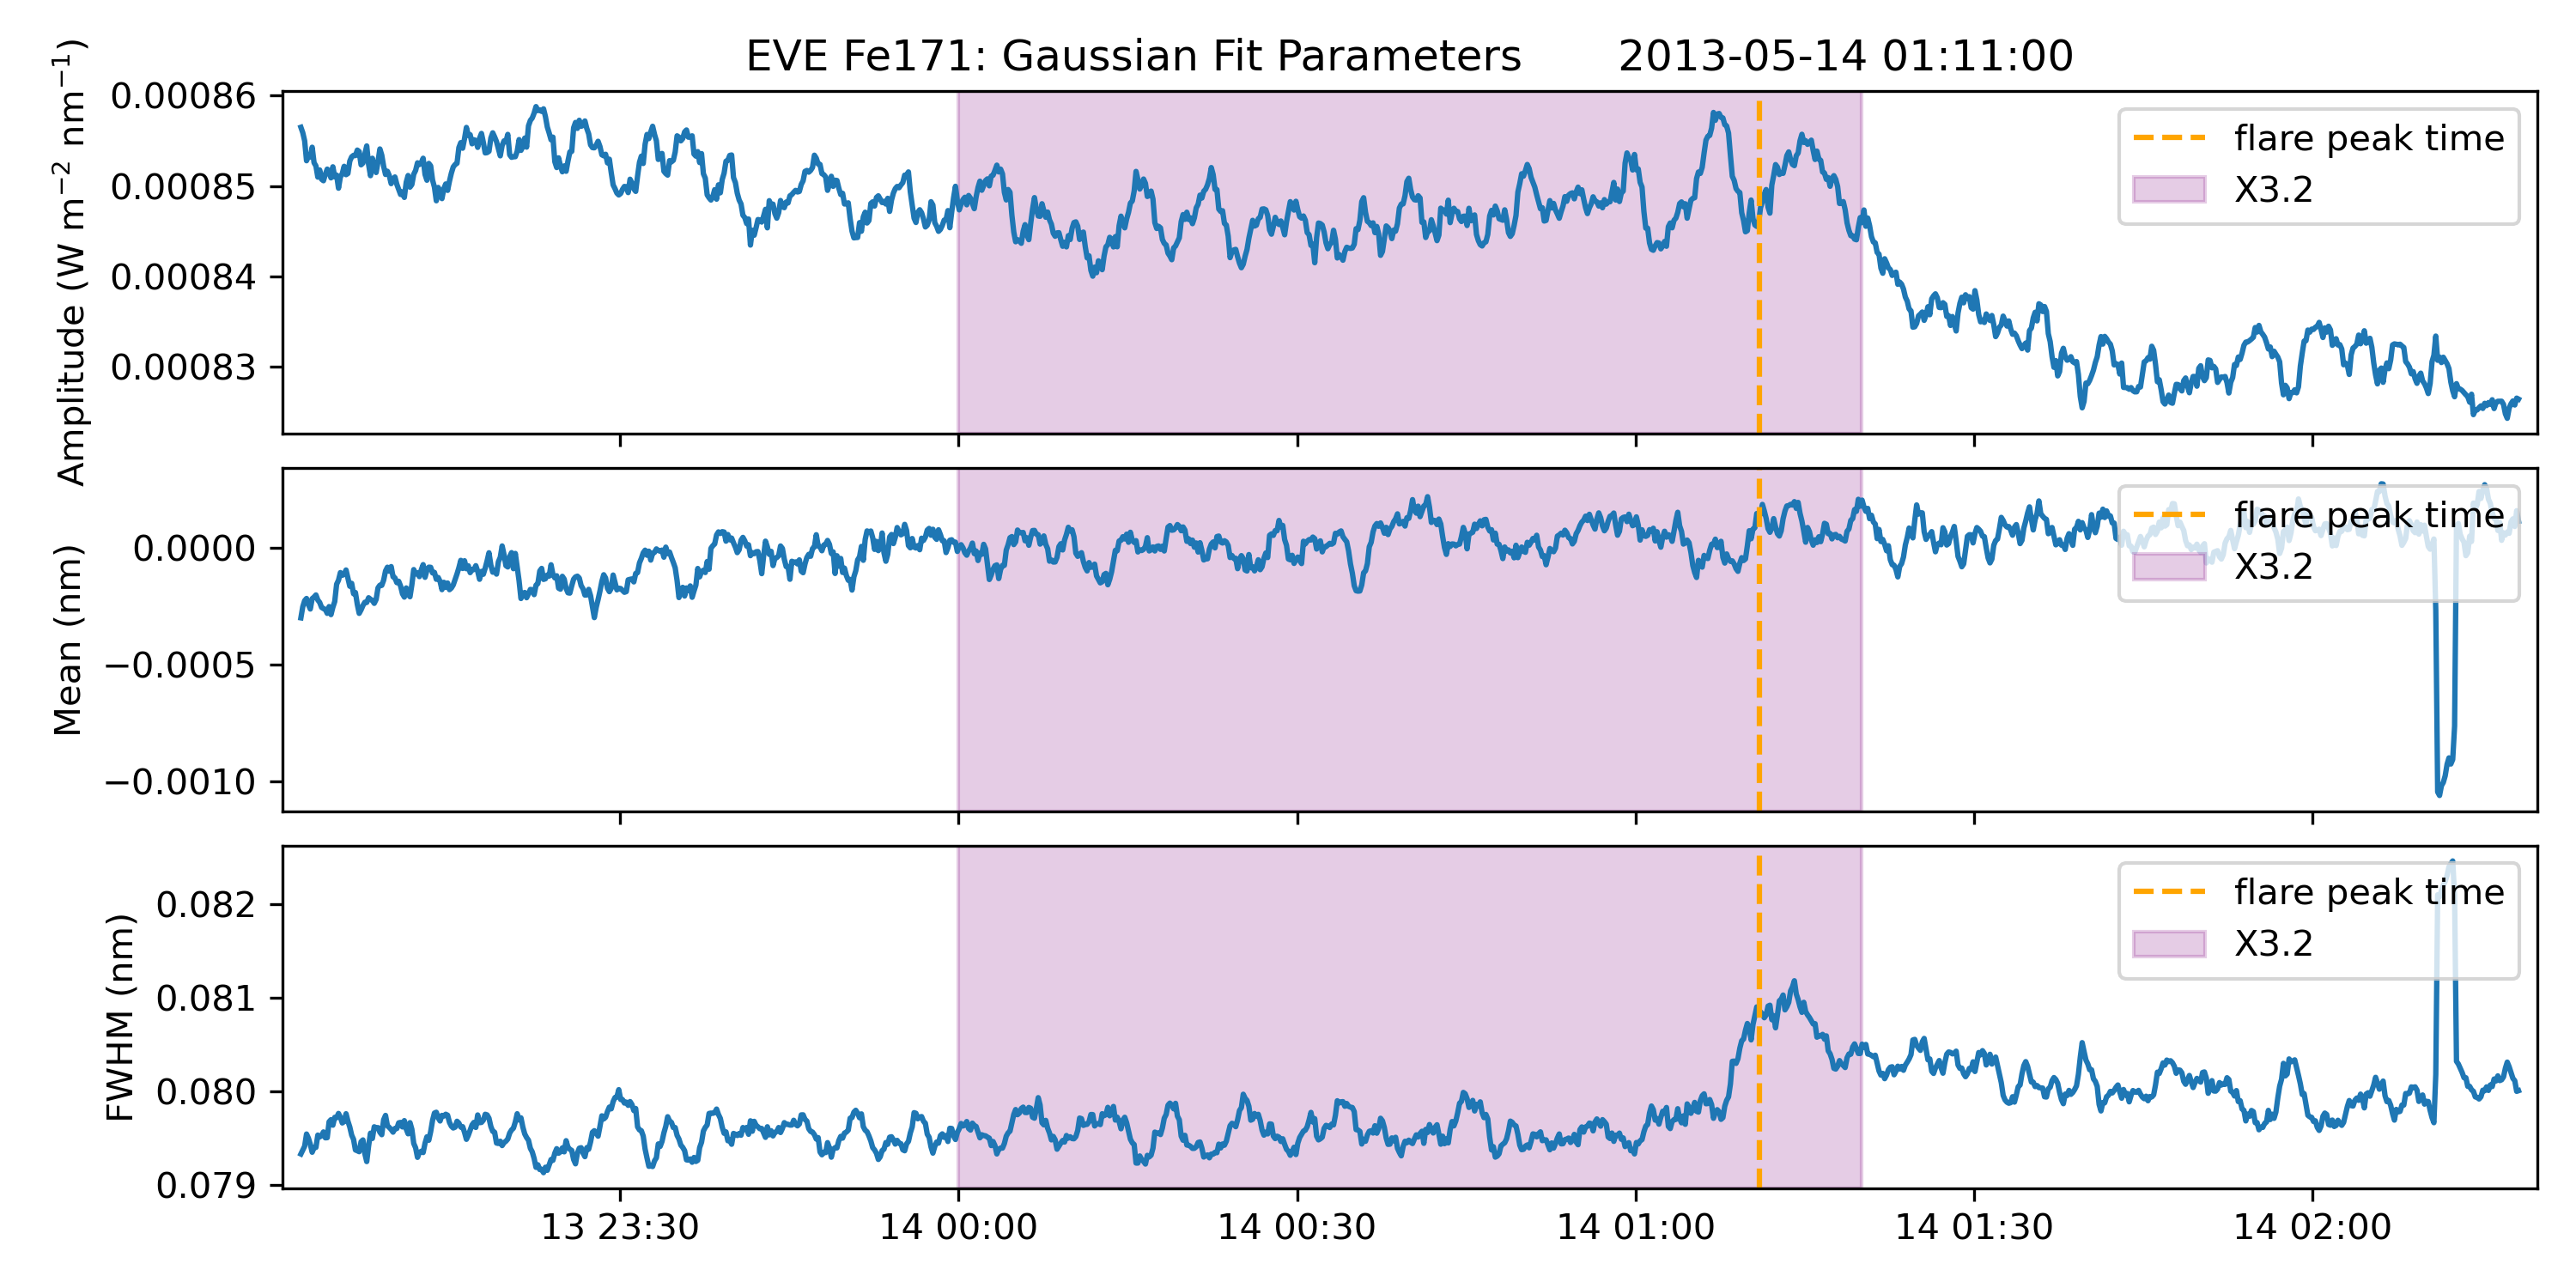 EVE Fe171: Gaussian Fit Parameters 2013-05-14 01:11:00
Amplitude (W m⁻² nm⁻¹)
0.00086
0.00085
0.00084
0.00083
flare peak time
X3.2
Mean (nm)
0.0000
−0.0005
−0.0010
flare peak time
X3.2
FWHM (nm)
0.082
0.081
0.080
0.079
flare peak time
X3.2
13 23:30 14 00:00 14 00:30 14 01:00 14 01:30 14 02:00